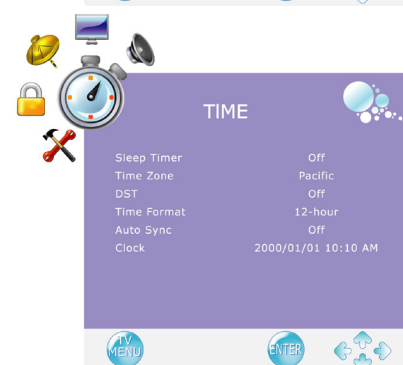 TIME
Sleep Timer Off
Time Zone Pacific
DST Off
Time Format 12-hour
Auto Sync Off
Clock 2000/01/01 10:10 AM
TV
MENU ENTER